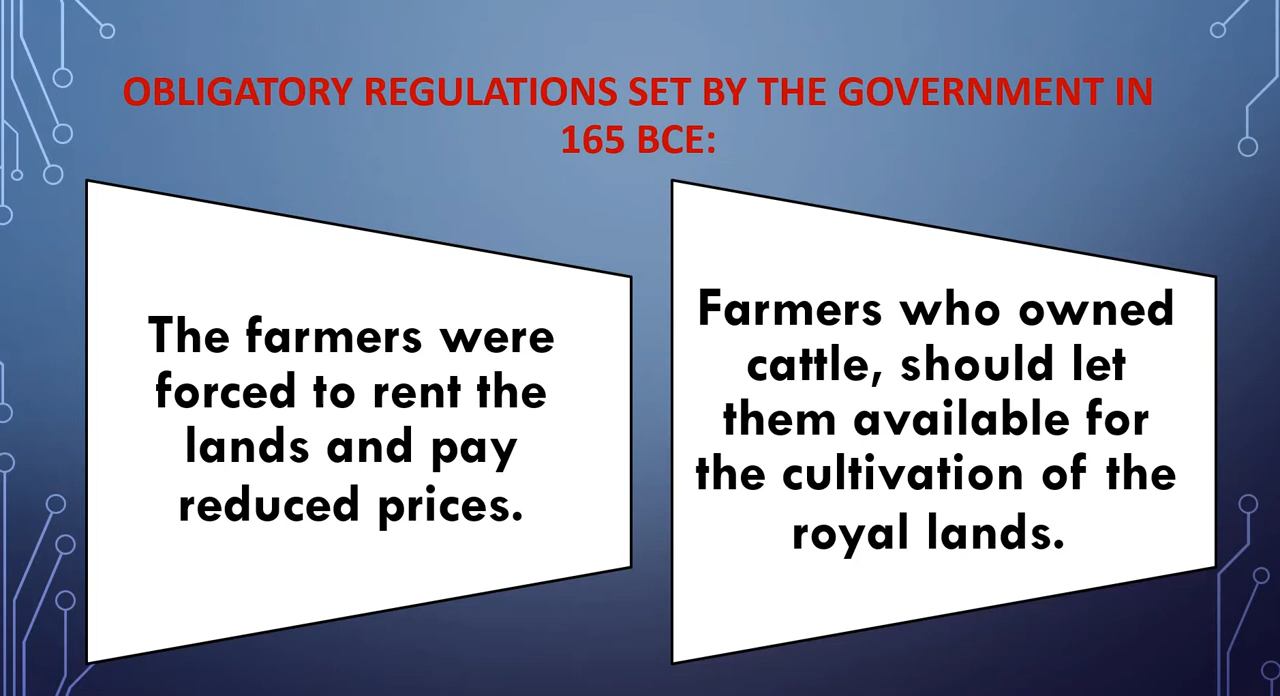 OBLIGATORY REGULATIONS SET BY THE GOVERNMENT IN
165 BCE:
The farmers were
forced to rent the
lands and pay
reduced prices.
Farmers who owned
cattle, should let
them available for
the cultivation of the
royal lands.